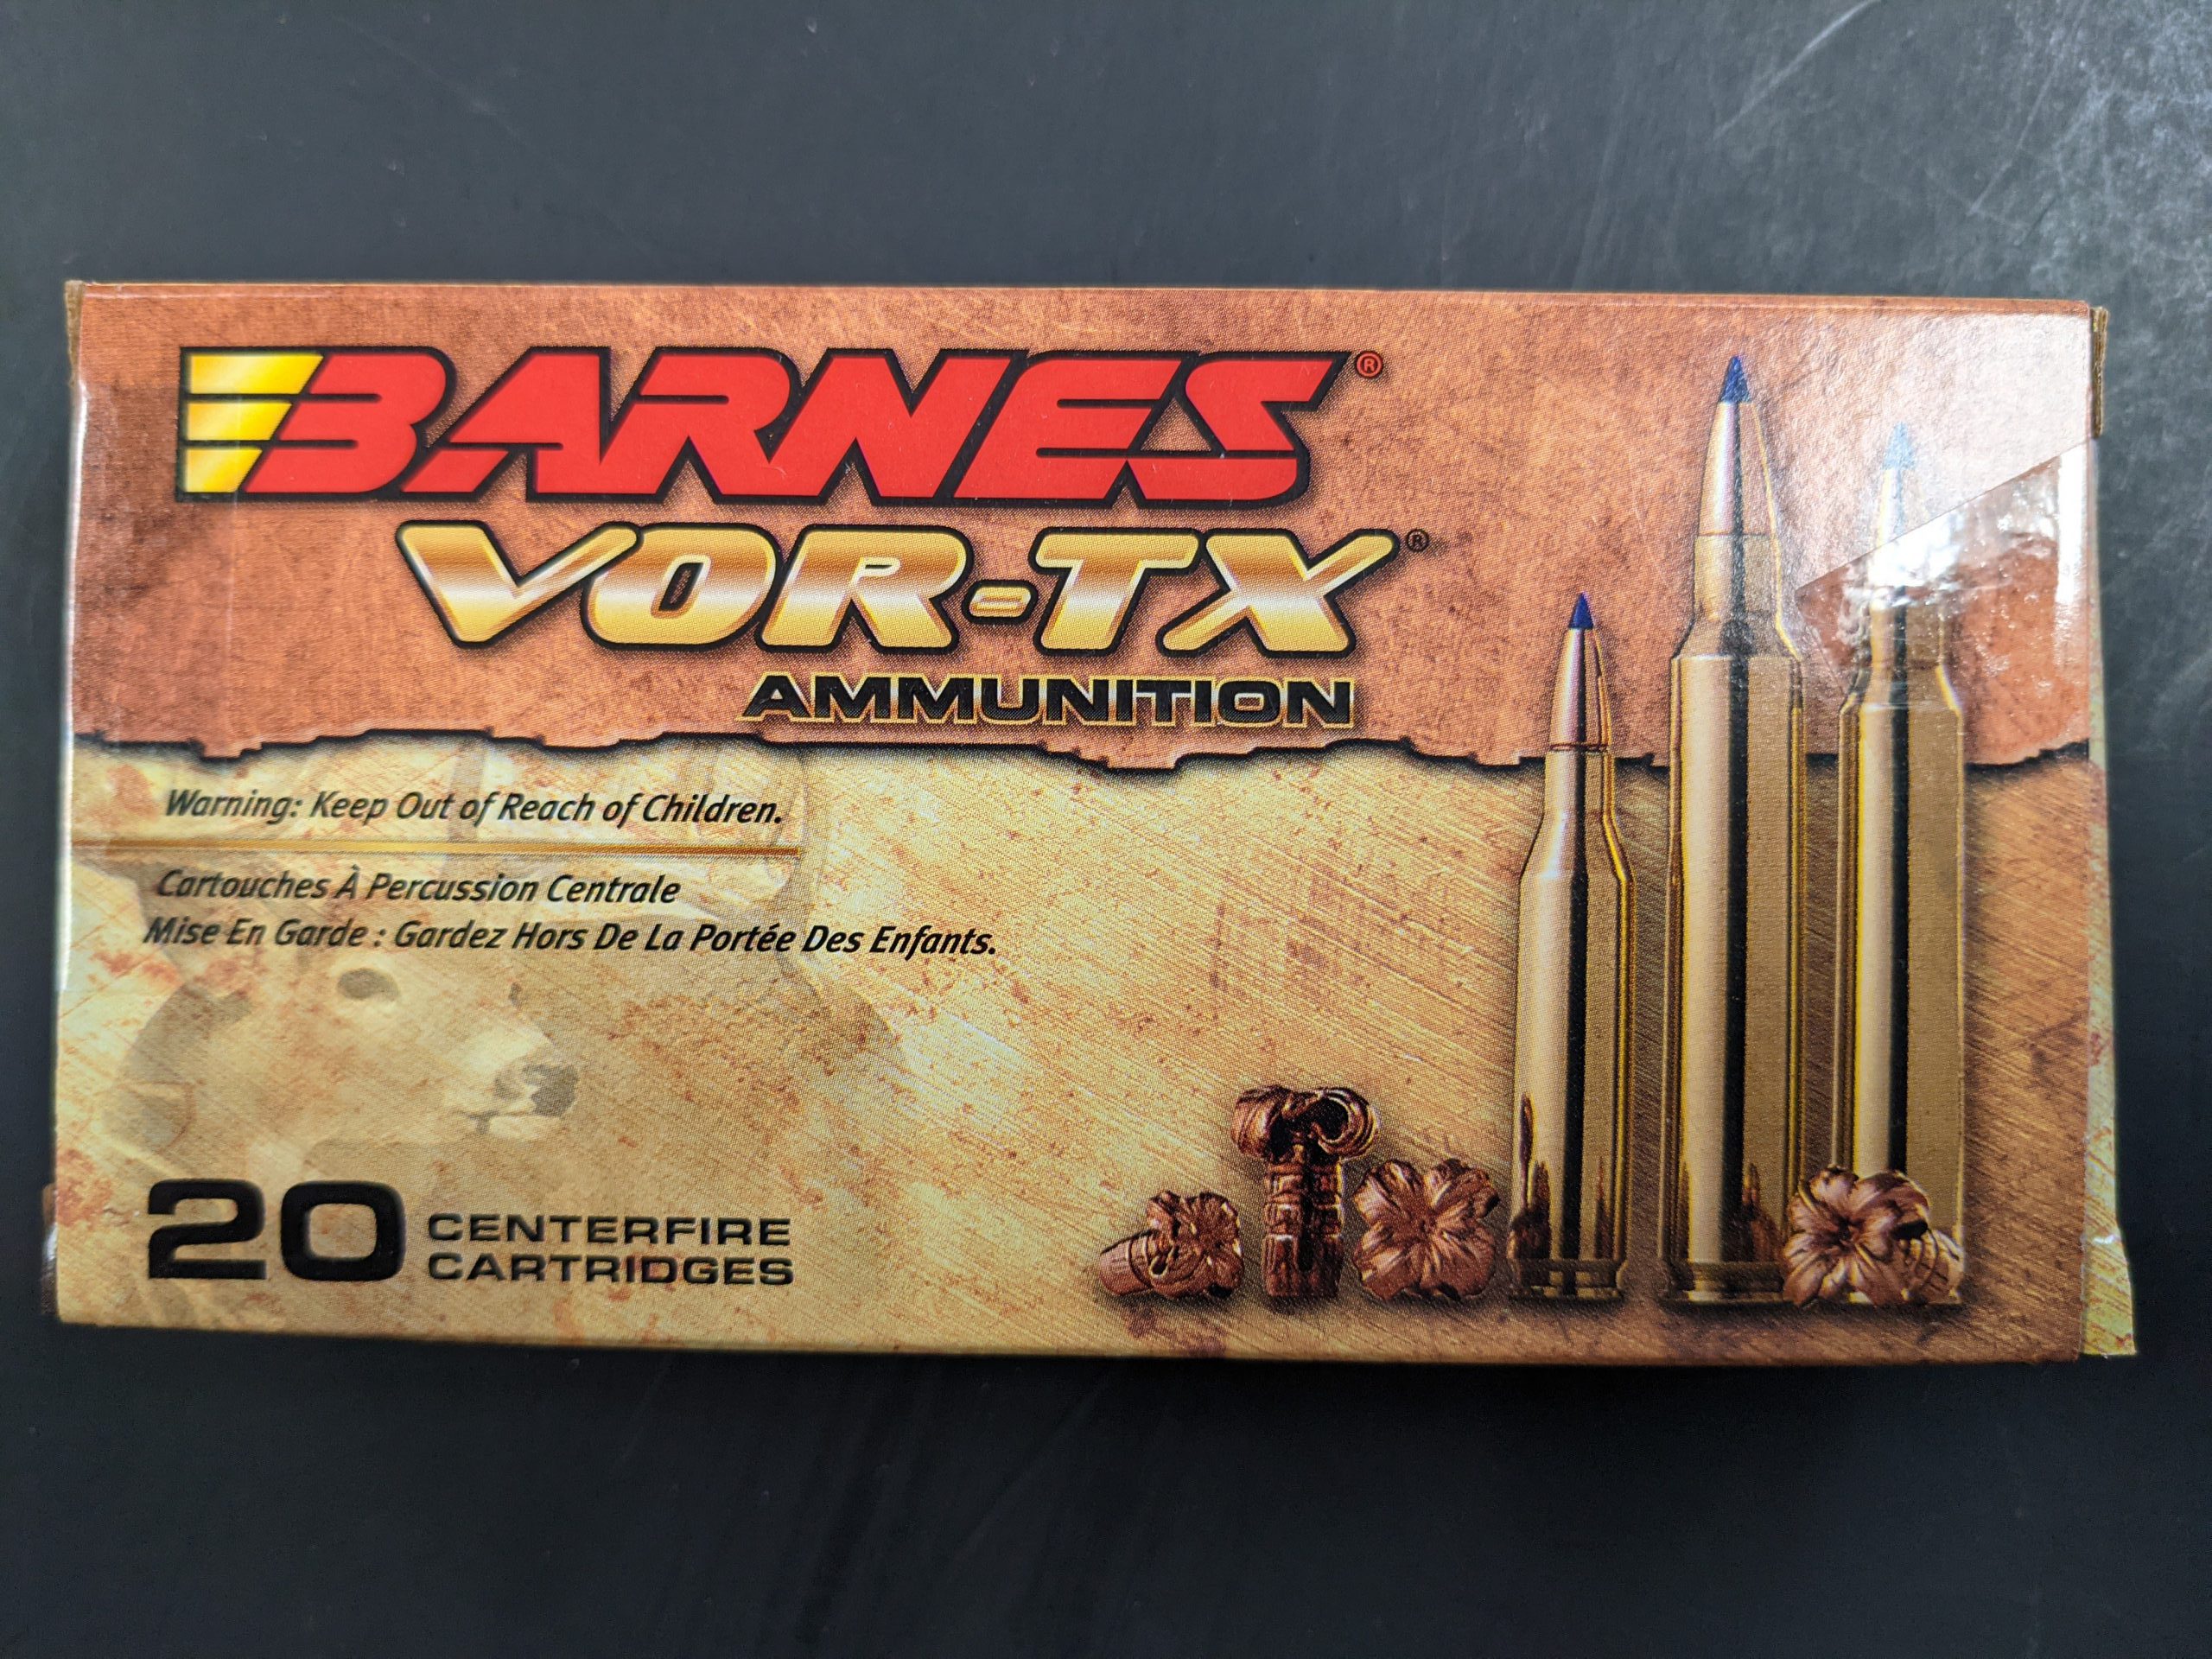 BARNES®
VOR-TX®
AMMUNITION
Warning: Keep Out of Reach of Children.
Cartouches À Percussion Centrale
Mise En Garde : Gardez Hors De La Portée Des Enfants.
20 CENTERFIRE
CARTRIDGES